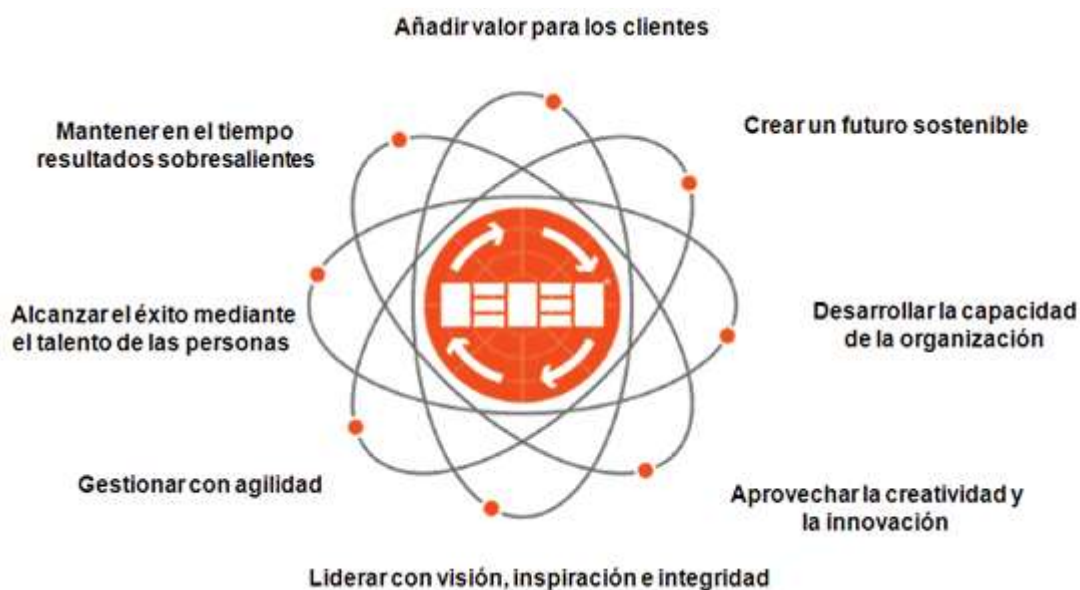 Añadir valor para los clientes
Mantener en el tiempo
resultados sobresalientes
Crear un futuro sostenible
Alcanzar el éxito mediante
el talento de las personas
Desarrollar la capacidad
de la organización
Gestionar con agilidad
Aprovechar la creatividad y
la innovación
Liderar con visión, inspiración e integridad